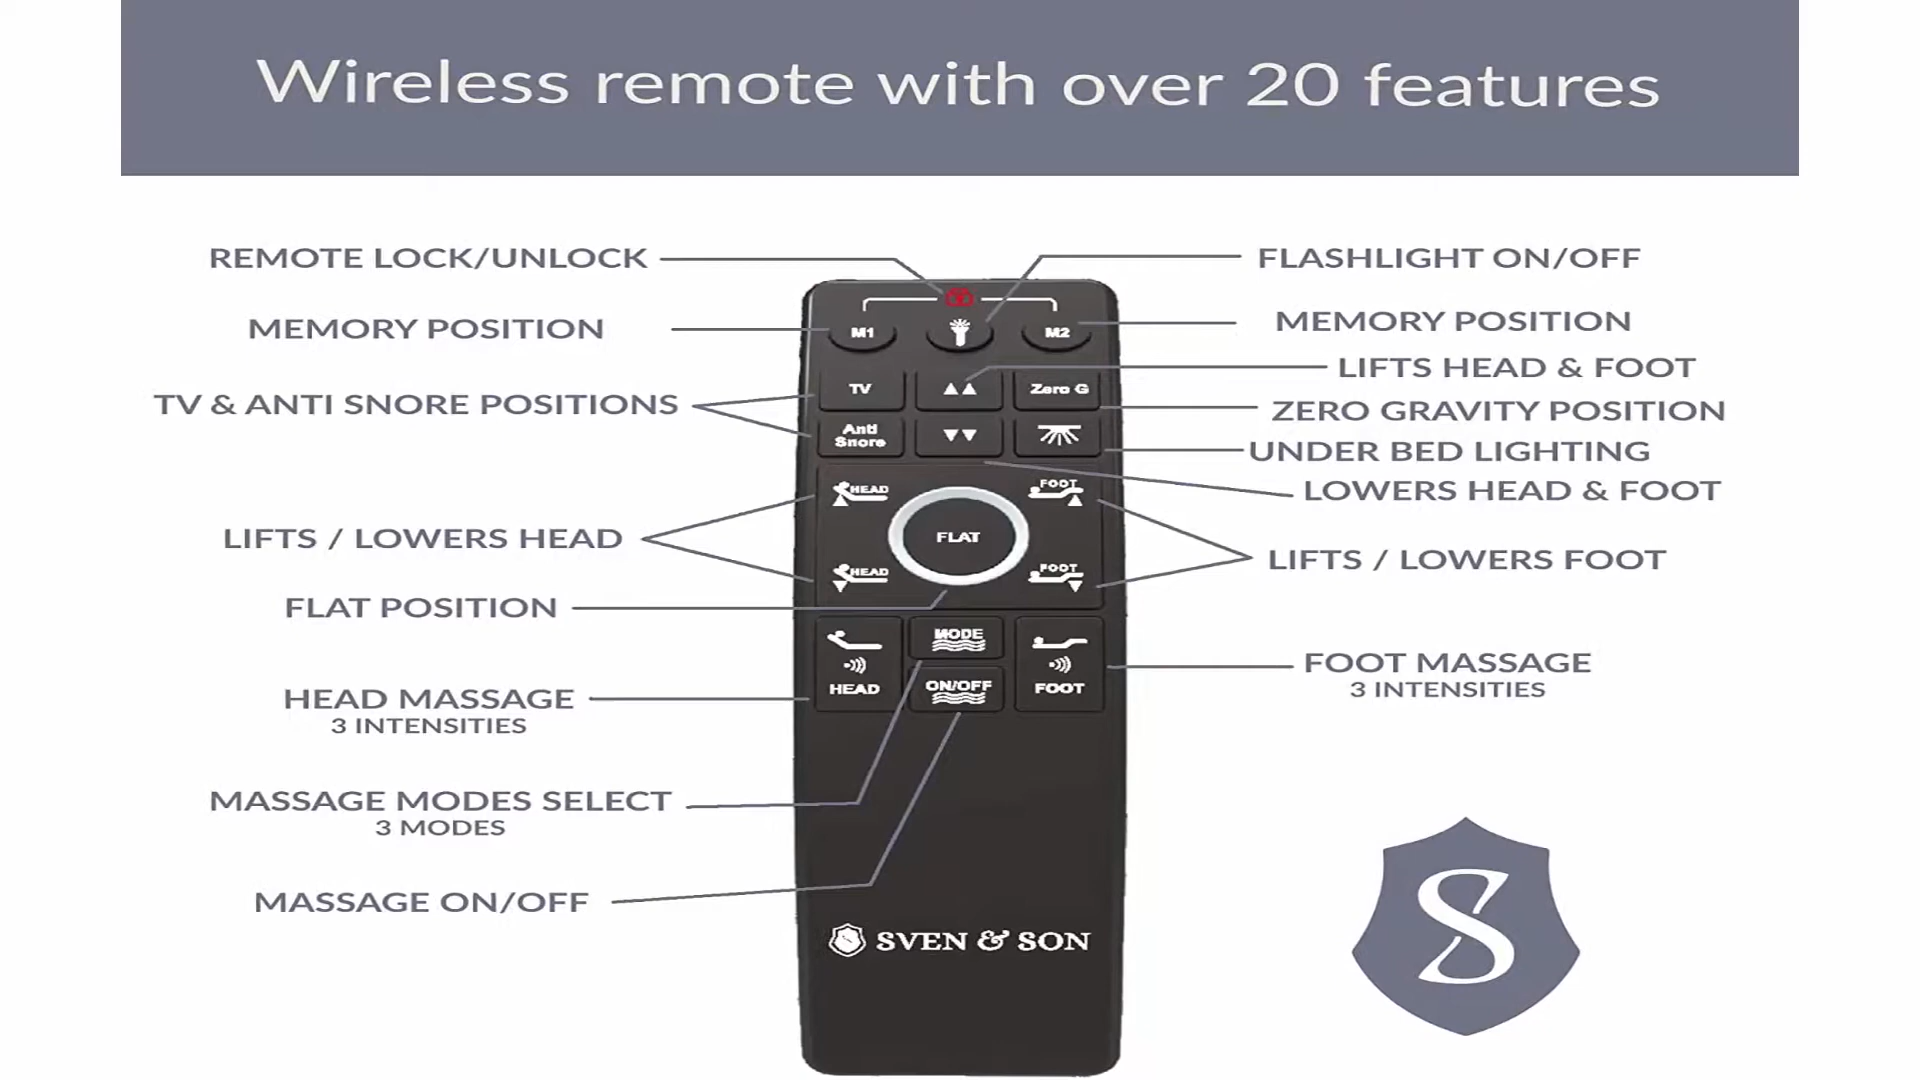 Wireless remote with over 20 features
REMOTE LOCK/UNLOCK
FLASHLIGHT ON/OFF
MEMORY POSITION
MEMORY POSITION
LIFTS HEAD & FOOT
TV & ANTI SNORE POSITIONS
ZERO GRAVITY POSITION
UNDER BED LIGHTING
LOWERS HEAD & FOOT
LIFTS / LOWERS HEAD
LIFTS / LOWERS FOOT
FLAT POSITION
HEAD MASSAGE
3 INTENSITIES
FOOT MASSAGE
3 INTENSITIES
MASSAGE MODES SELECT
3 MODES
MASSAGE ON/OFF
M1
M2
TV
Zero G
Anti
Snore
HEAD
FOOT
FLAT
HEAD
FOOT
MODE
HEAD
ON/OFF
FOOT
SVEN & SON
S